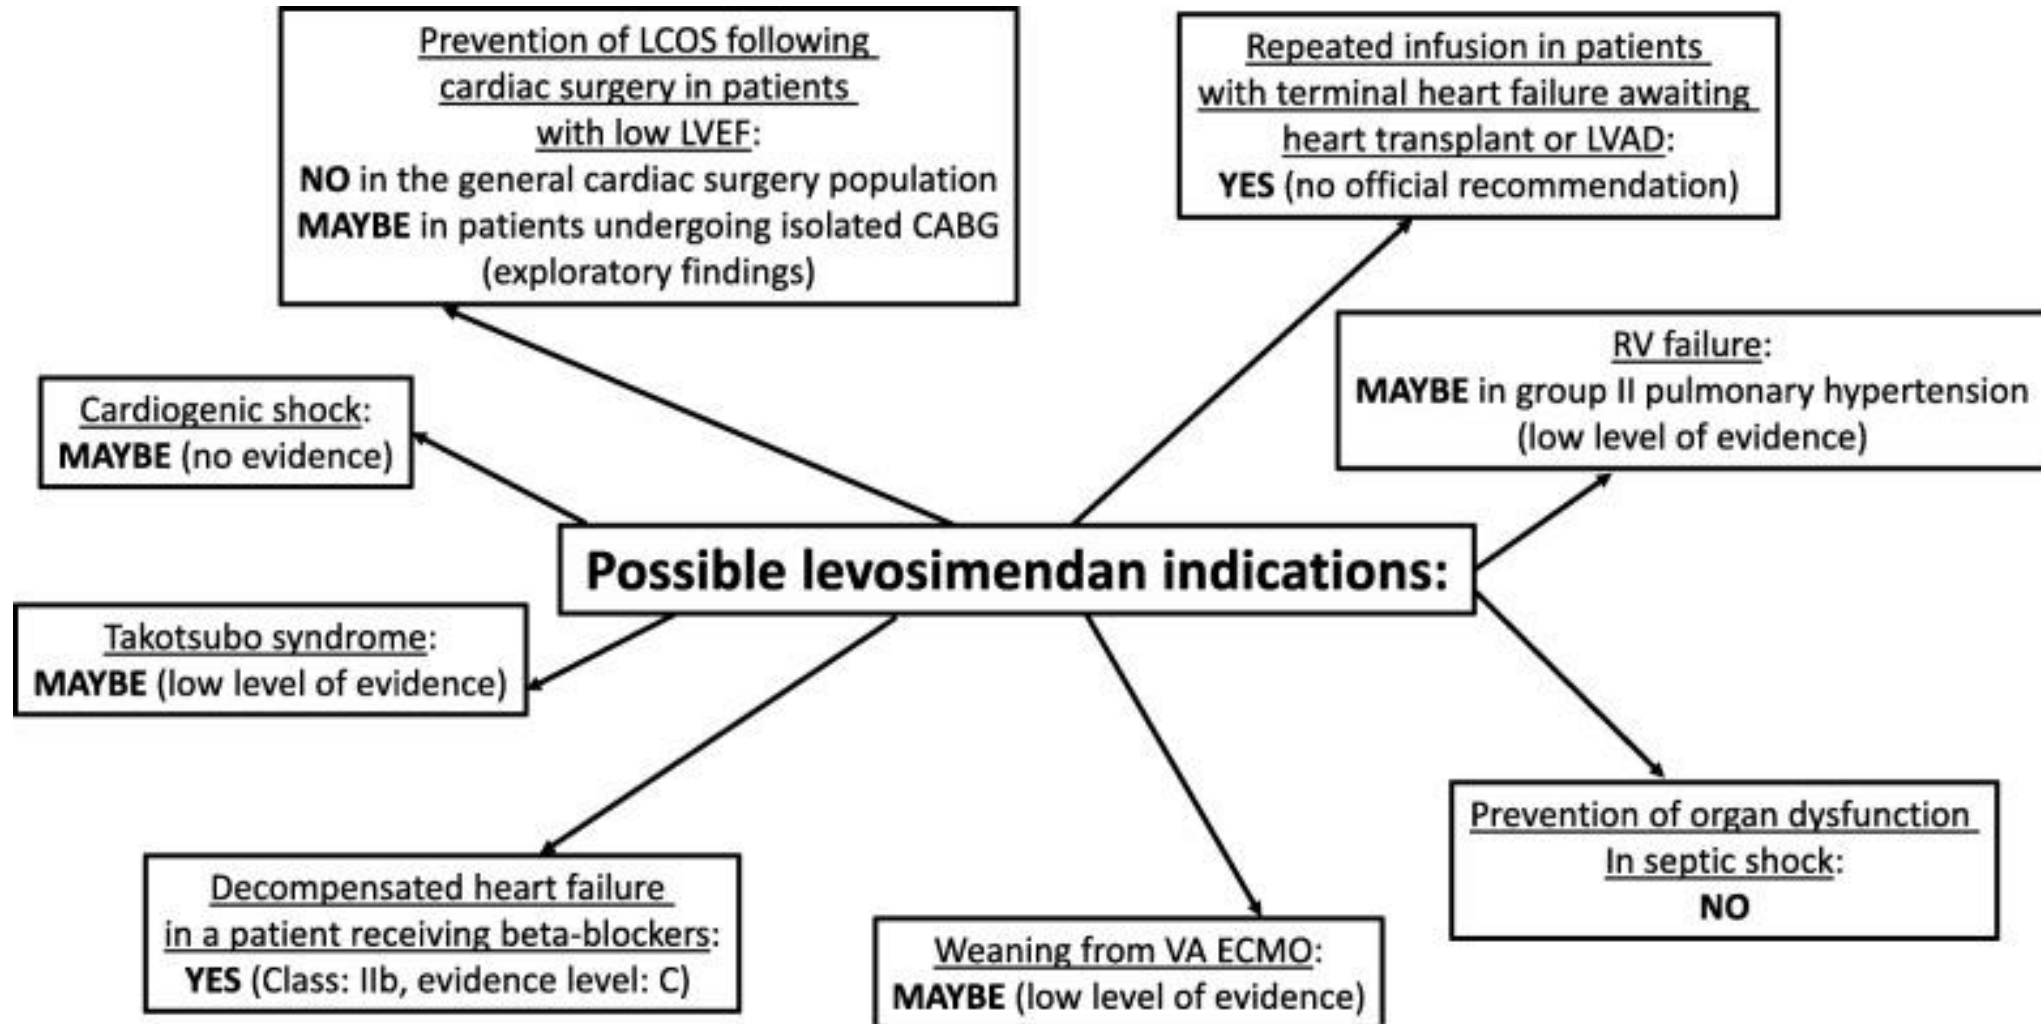 Prevention of LCOS following
cardiac surgery in patients
with low LVEF:
NO in the general cardiac surgery population
MAYBE in patients undergoing isolated CABG
(exploratory findings)
Repeated infusion in patients
with terminal heart failure awaiting
heart transplant or LVAD:
YES (no official recommendation)
RV failure:
MAYBE in group II pulmonary hypertension
(low level of evidence)
Cardiogenic shock:
MAYBE (no evidence)
Possible levosimendan indications:
Takotsubo syndrome:
MAYBE (low level of evidence)
Prevention of organ dysfunction
In septic shock:
NO
Decompensated heart failure
in a patient receiving beta-blockers:
YES (Class: IIb, evidence level: C)
Weaning from VA ECMO:
MAYBE (low level of evidence)